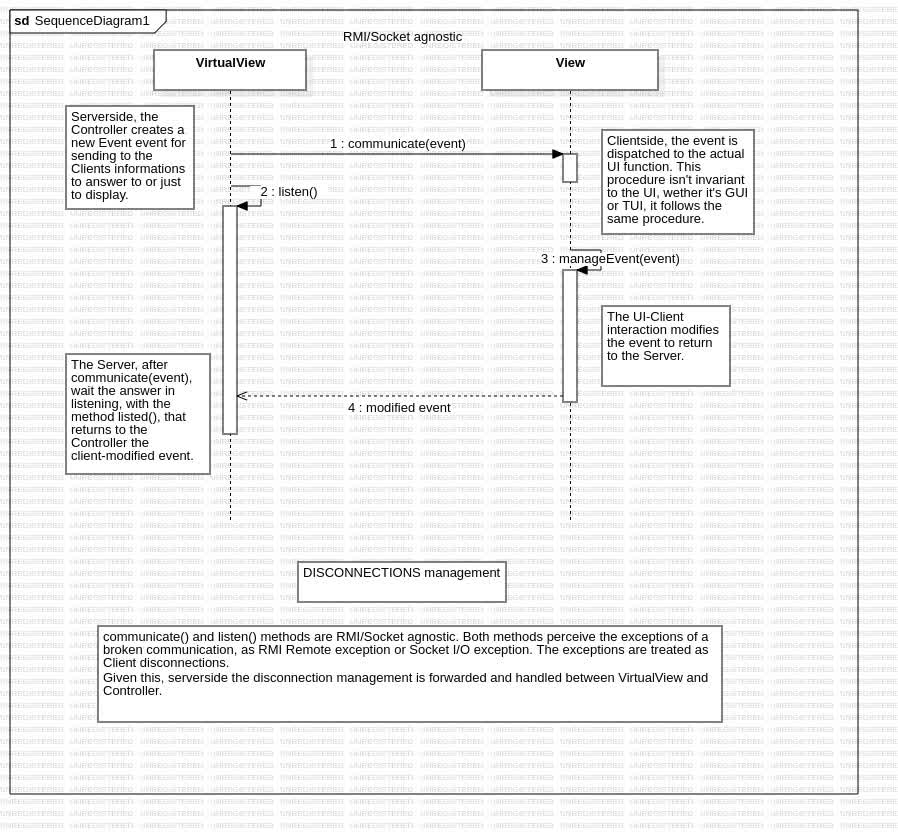 sd SequenceDiagram1
RMI/Socket agnostic
VirtualView
View
Serverside, the
Controller creates a
new Event event for
sending to the
Clients informations
to answer to or just
to display.
1 : communicate(event)
Clientside, the event is
dispatched to the actual
UI function. This
procedure isn't invariant
to the UI, wether it's GUI
or TUI, it follows the
same procedure.
2 : listen()
3 : manageEvent(event)
The UI-Client
interaction modifies
the event to return
to the Server.
The Server, after
communicate(event),
wait the answer in
listening, with the
method listed(), that
returns to the
Controller the
client-modified event.
4 : modified event
DISCONNECTIONS management
communicate() and listen() methods are RMI/Socket agnostic. Both methods perceive the exceptions of a
broken communication, as RMI Remote exception or Socket I/O exception. The exceptions are treated as
Client disconnections.
Given this, serverside the disconnection management is forwarded and handled between VirtualView and
Controller.